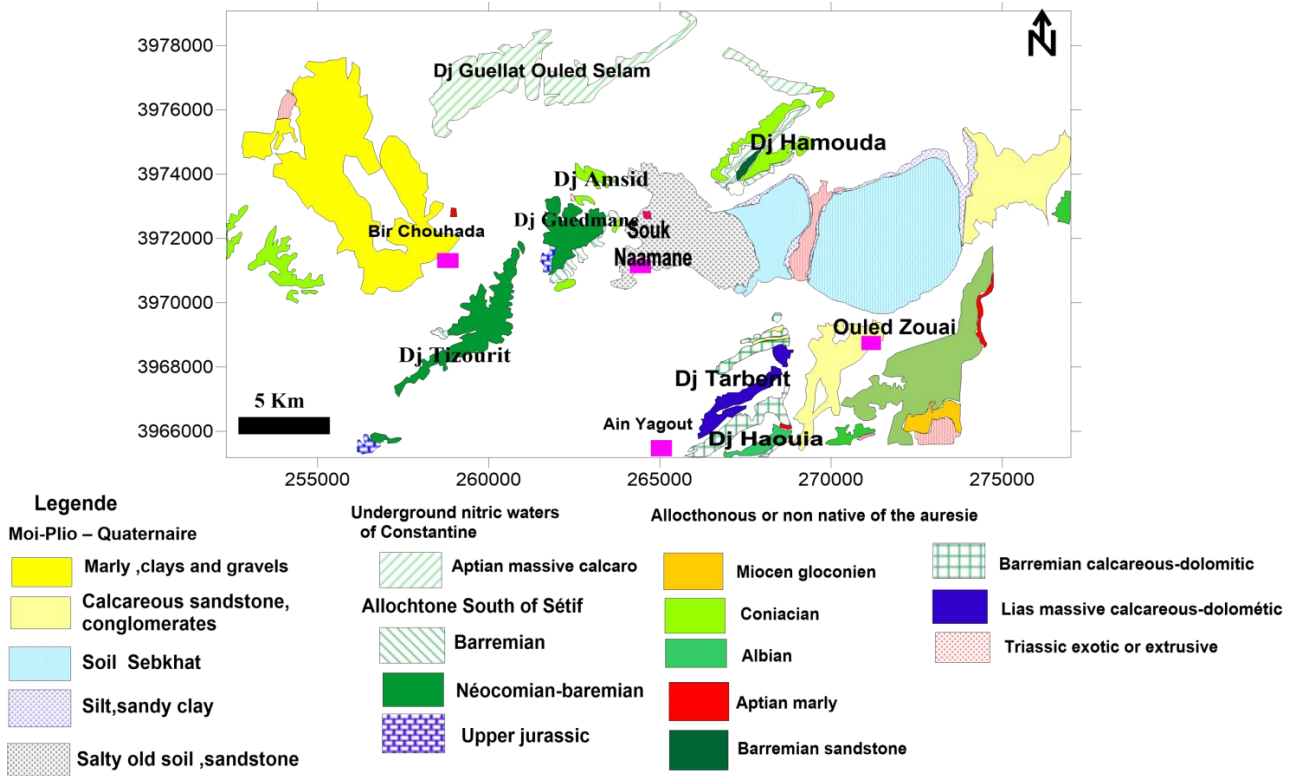 3978000
3976000
3974000
3972000
3970000
3968000
3966000
N
Dj Guellat Ouled Selam
Dj Hamouda
Dj Amsid
Dj Guedmane
Souk
Naamane
Bir Chouhada
Dj Tizourit
Ouled Zouai
Dj Tarbent
5 Km
Ain Yagout
Dj Haouia
255000
260000
265000
270000
275000
Legende
Moi-Plio – Quaternaire
Marly ,clays and gravels
Calcareous sandstone,
conglomerates
Soil Sebkhat
Silt,sandy clay
Salty old soil ,sandstone
Underground nitric waters
of Constantine
Aptian massive calcaro
Allochtone South of Sétif
Barremian
Néocomian-baremian
Upper jurassic
Allocthonous or non native of the auresie
Miocen gloconien
Coniacian
Albian
Aptian marly
Barremian sandstone
Barremian calcareous-dolomitic
Lias massive calcareous-dolométic
Triassic exotic or extrusive